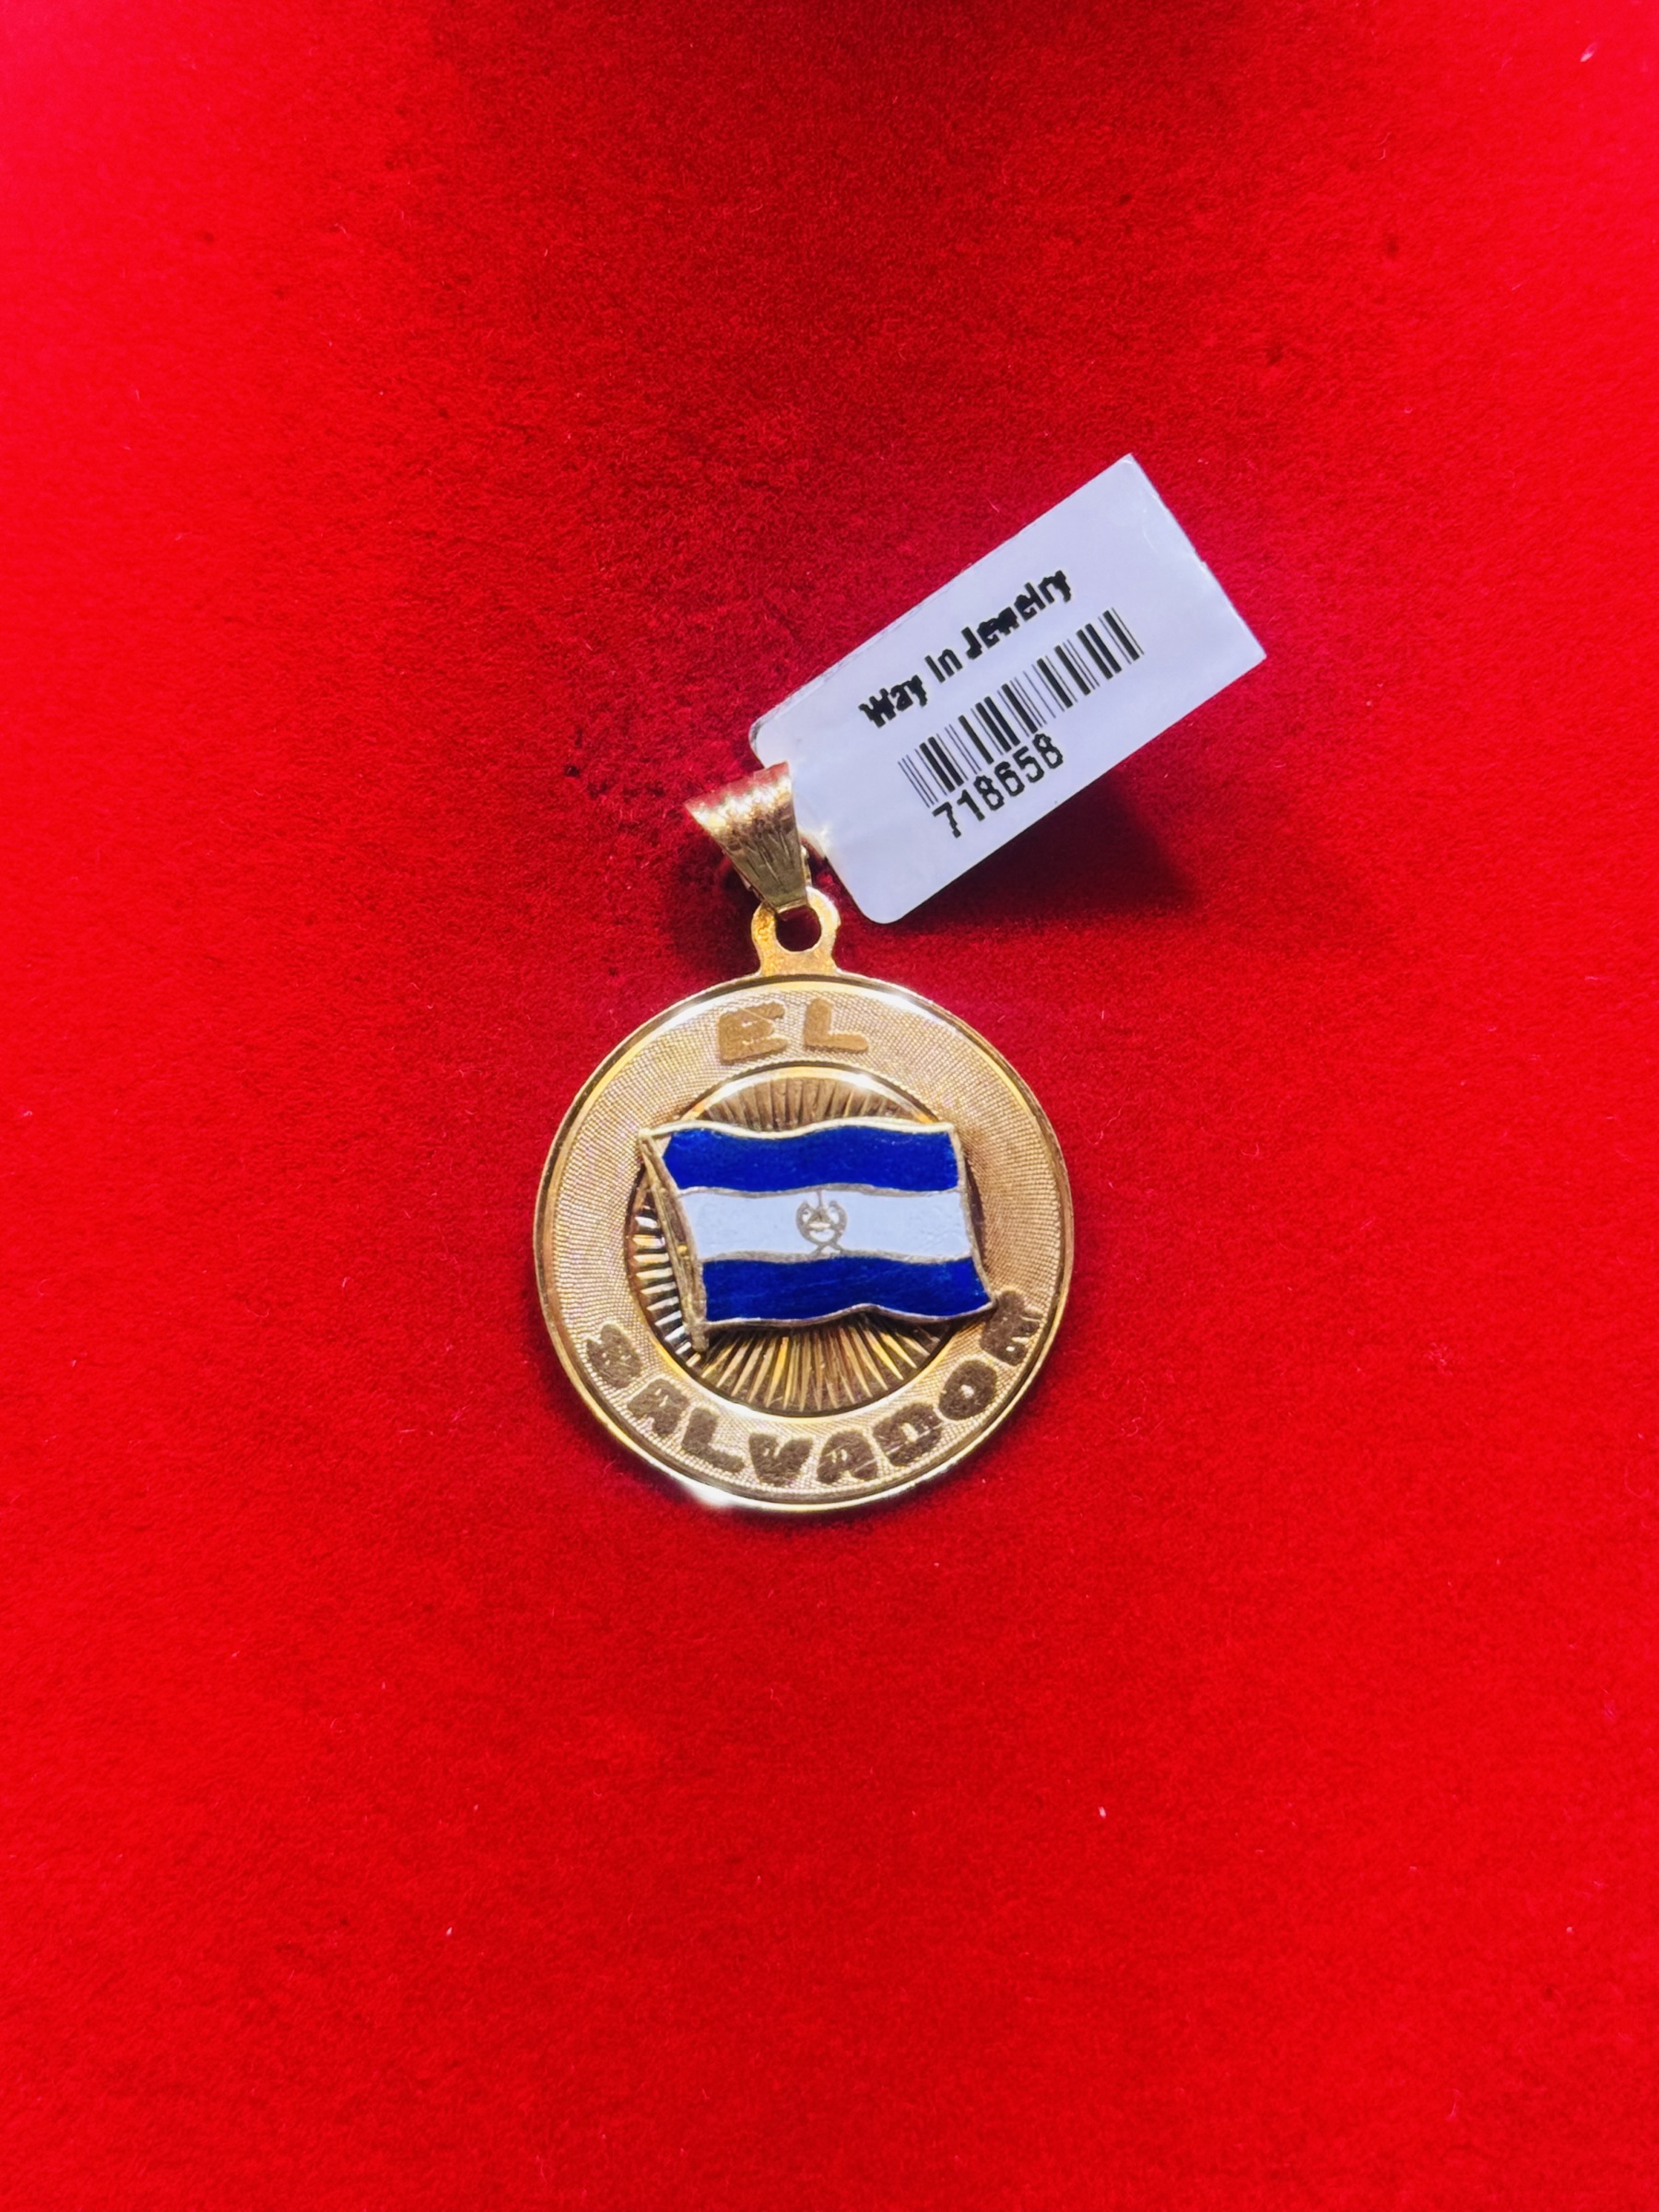 Way In Jewelry
718658
EL
SALVADOR